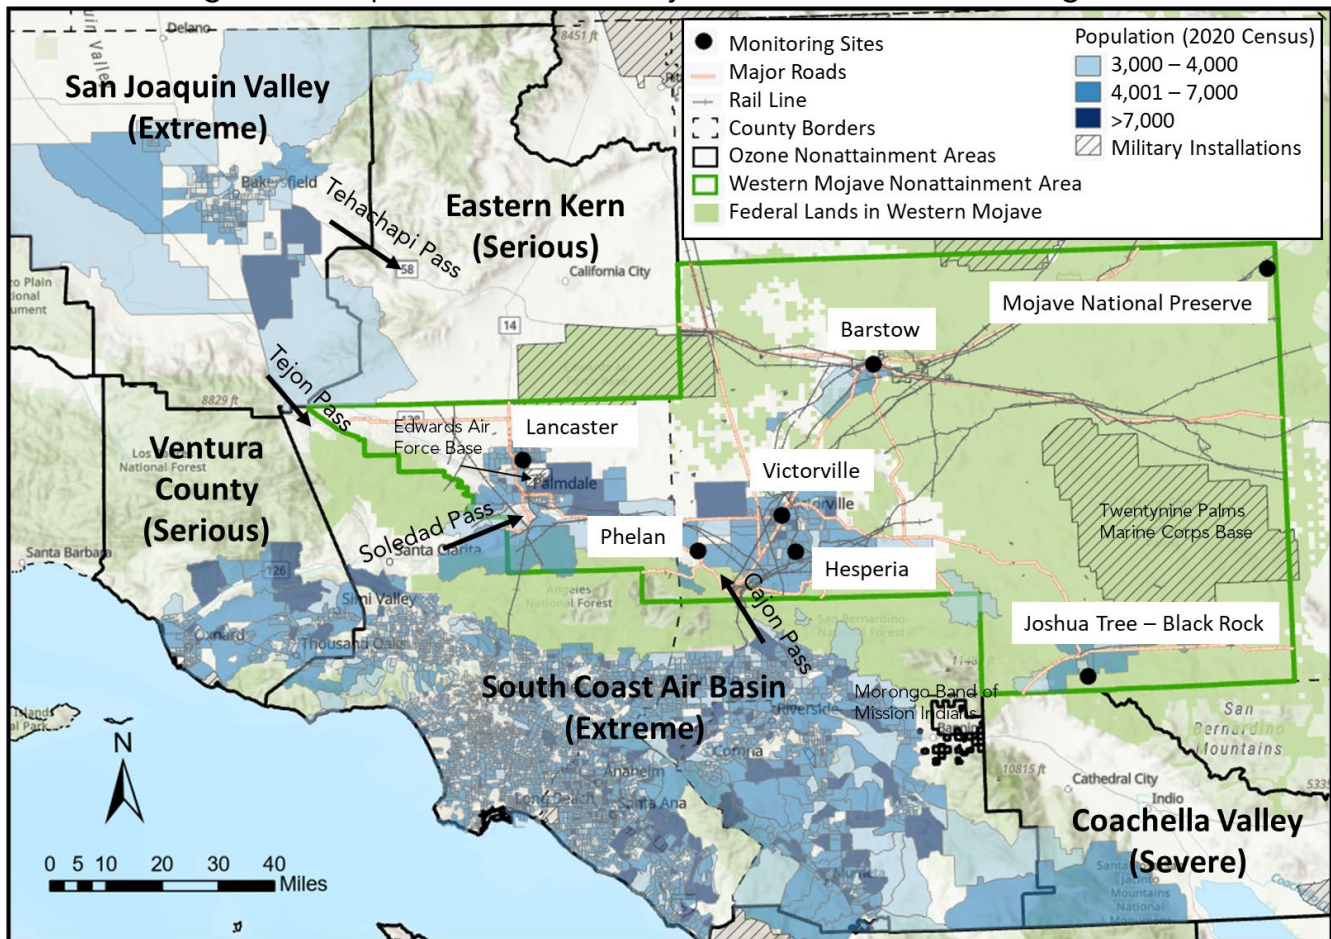 Delano
8451 ft
San Joaquin Valley
(Extreme)
Bakersfield
Tehachapi Pass
58
Eastern Kern
(Serious)
California City
14
Monitoring Sites
Major Roads
Rail Line
County Borders
Ozone Nonattainment Areas
Western Mojave Nonattainment Area
Federal Lands in Western Mojave
Population (2020 Census)
3,000 – 4,000
4,001 – 7,000
>7,000
Military Installations
Mojave National Preserve
Barstow
Tejon Pass
8829 ft
Edwards Air
Force Base
Lancaster
Palmdale
Victorville
Ventura
County
(Serious)
National Forest
Soledad Pass
Santa Clarita
Phelan
Hesperia
Cajon Pass
Twentynine Palms
Marine Corps Base
Joshua Tree – Black Rock
Santa Barbara
126
Simi Valley
Oxnard
Thousand Oaks
Angeles
National Forest
San Bernardino
National Forest
South Coast Air Basin
(Extreme)
Morongo Band of
Mission Indians
Riverside
Corona
Anaheim
Long Beach
Santa Ana
Murrieta
San
Bernardino
Mountains
10815 ft
Cathedral City
Indio
Coachella Valley
(Severe)
Jacinto
Mountains
National
Monument
N
0 5 10 20 30 40
Miles